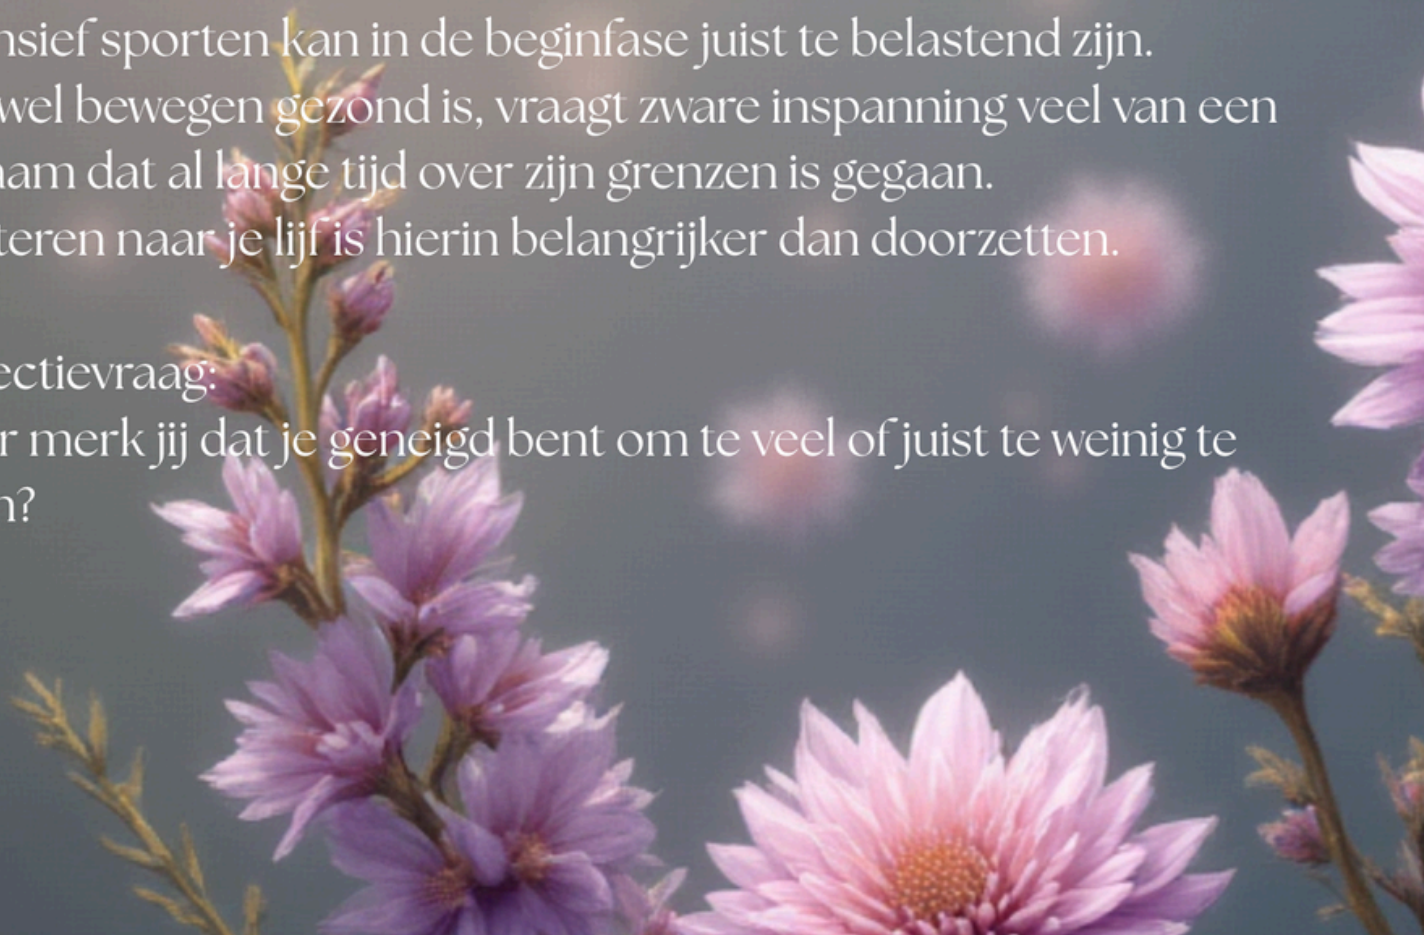 nsief sporten kan in de beginfase juist te belastend zijn.
wel bewegen gezond is, vraagt zware inspanning veel van een
aam dat al lange tijd over zijn grenzen is gegaan.
teren naar je lijf is hierin belangrijker dan doorzetten.
ectievraag:
r merk jij dat je geneigd bent om te veel of juist te weinig te
n?